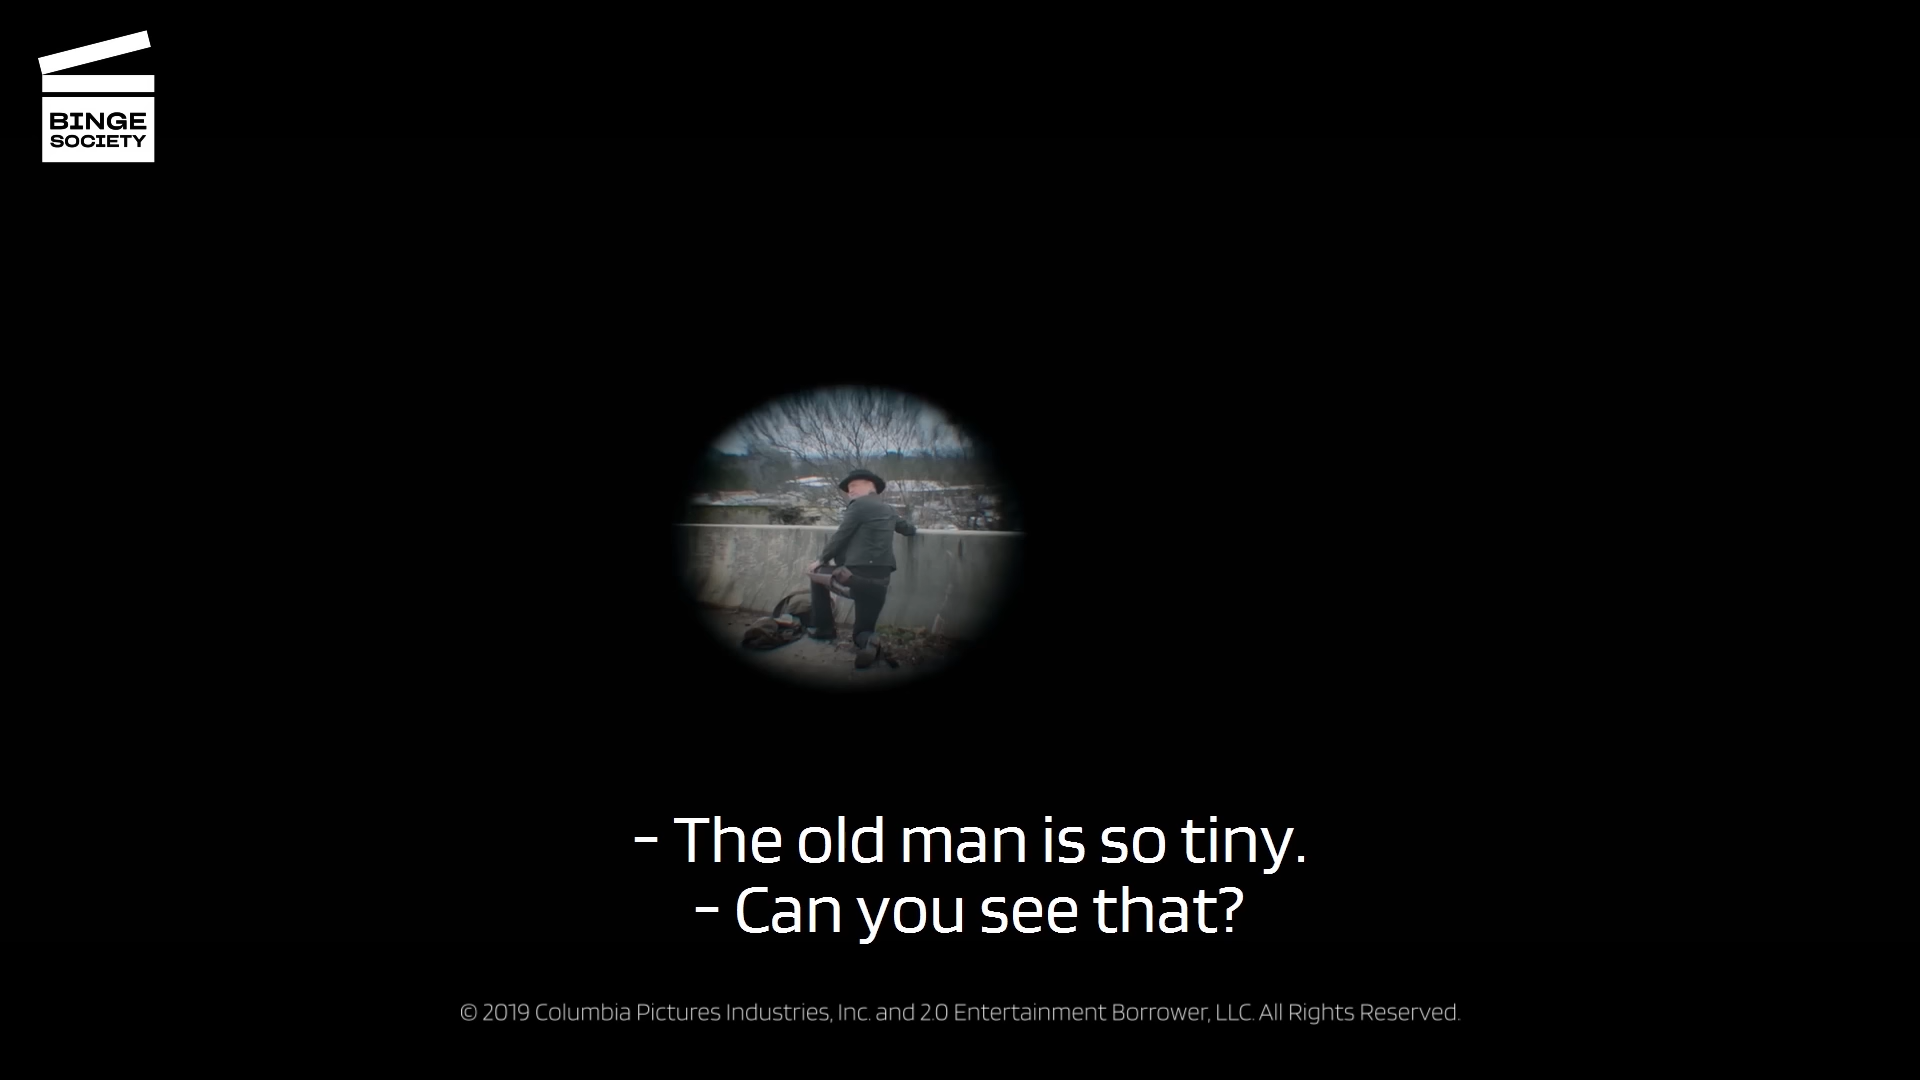 BINGE
SOCIETY
- The old man is so tiny.
- Can you see that?
© 2019 Columbia Pictures Industries, Inc. and 2.0 Entertainment Borrower, LLC. All Rights Reserved.